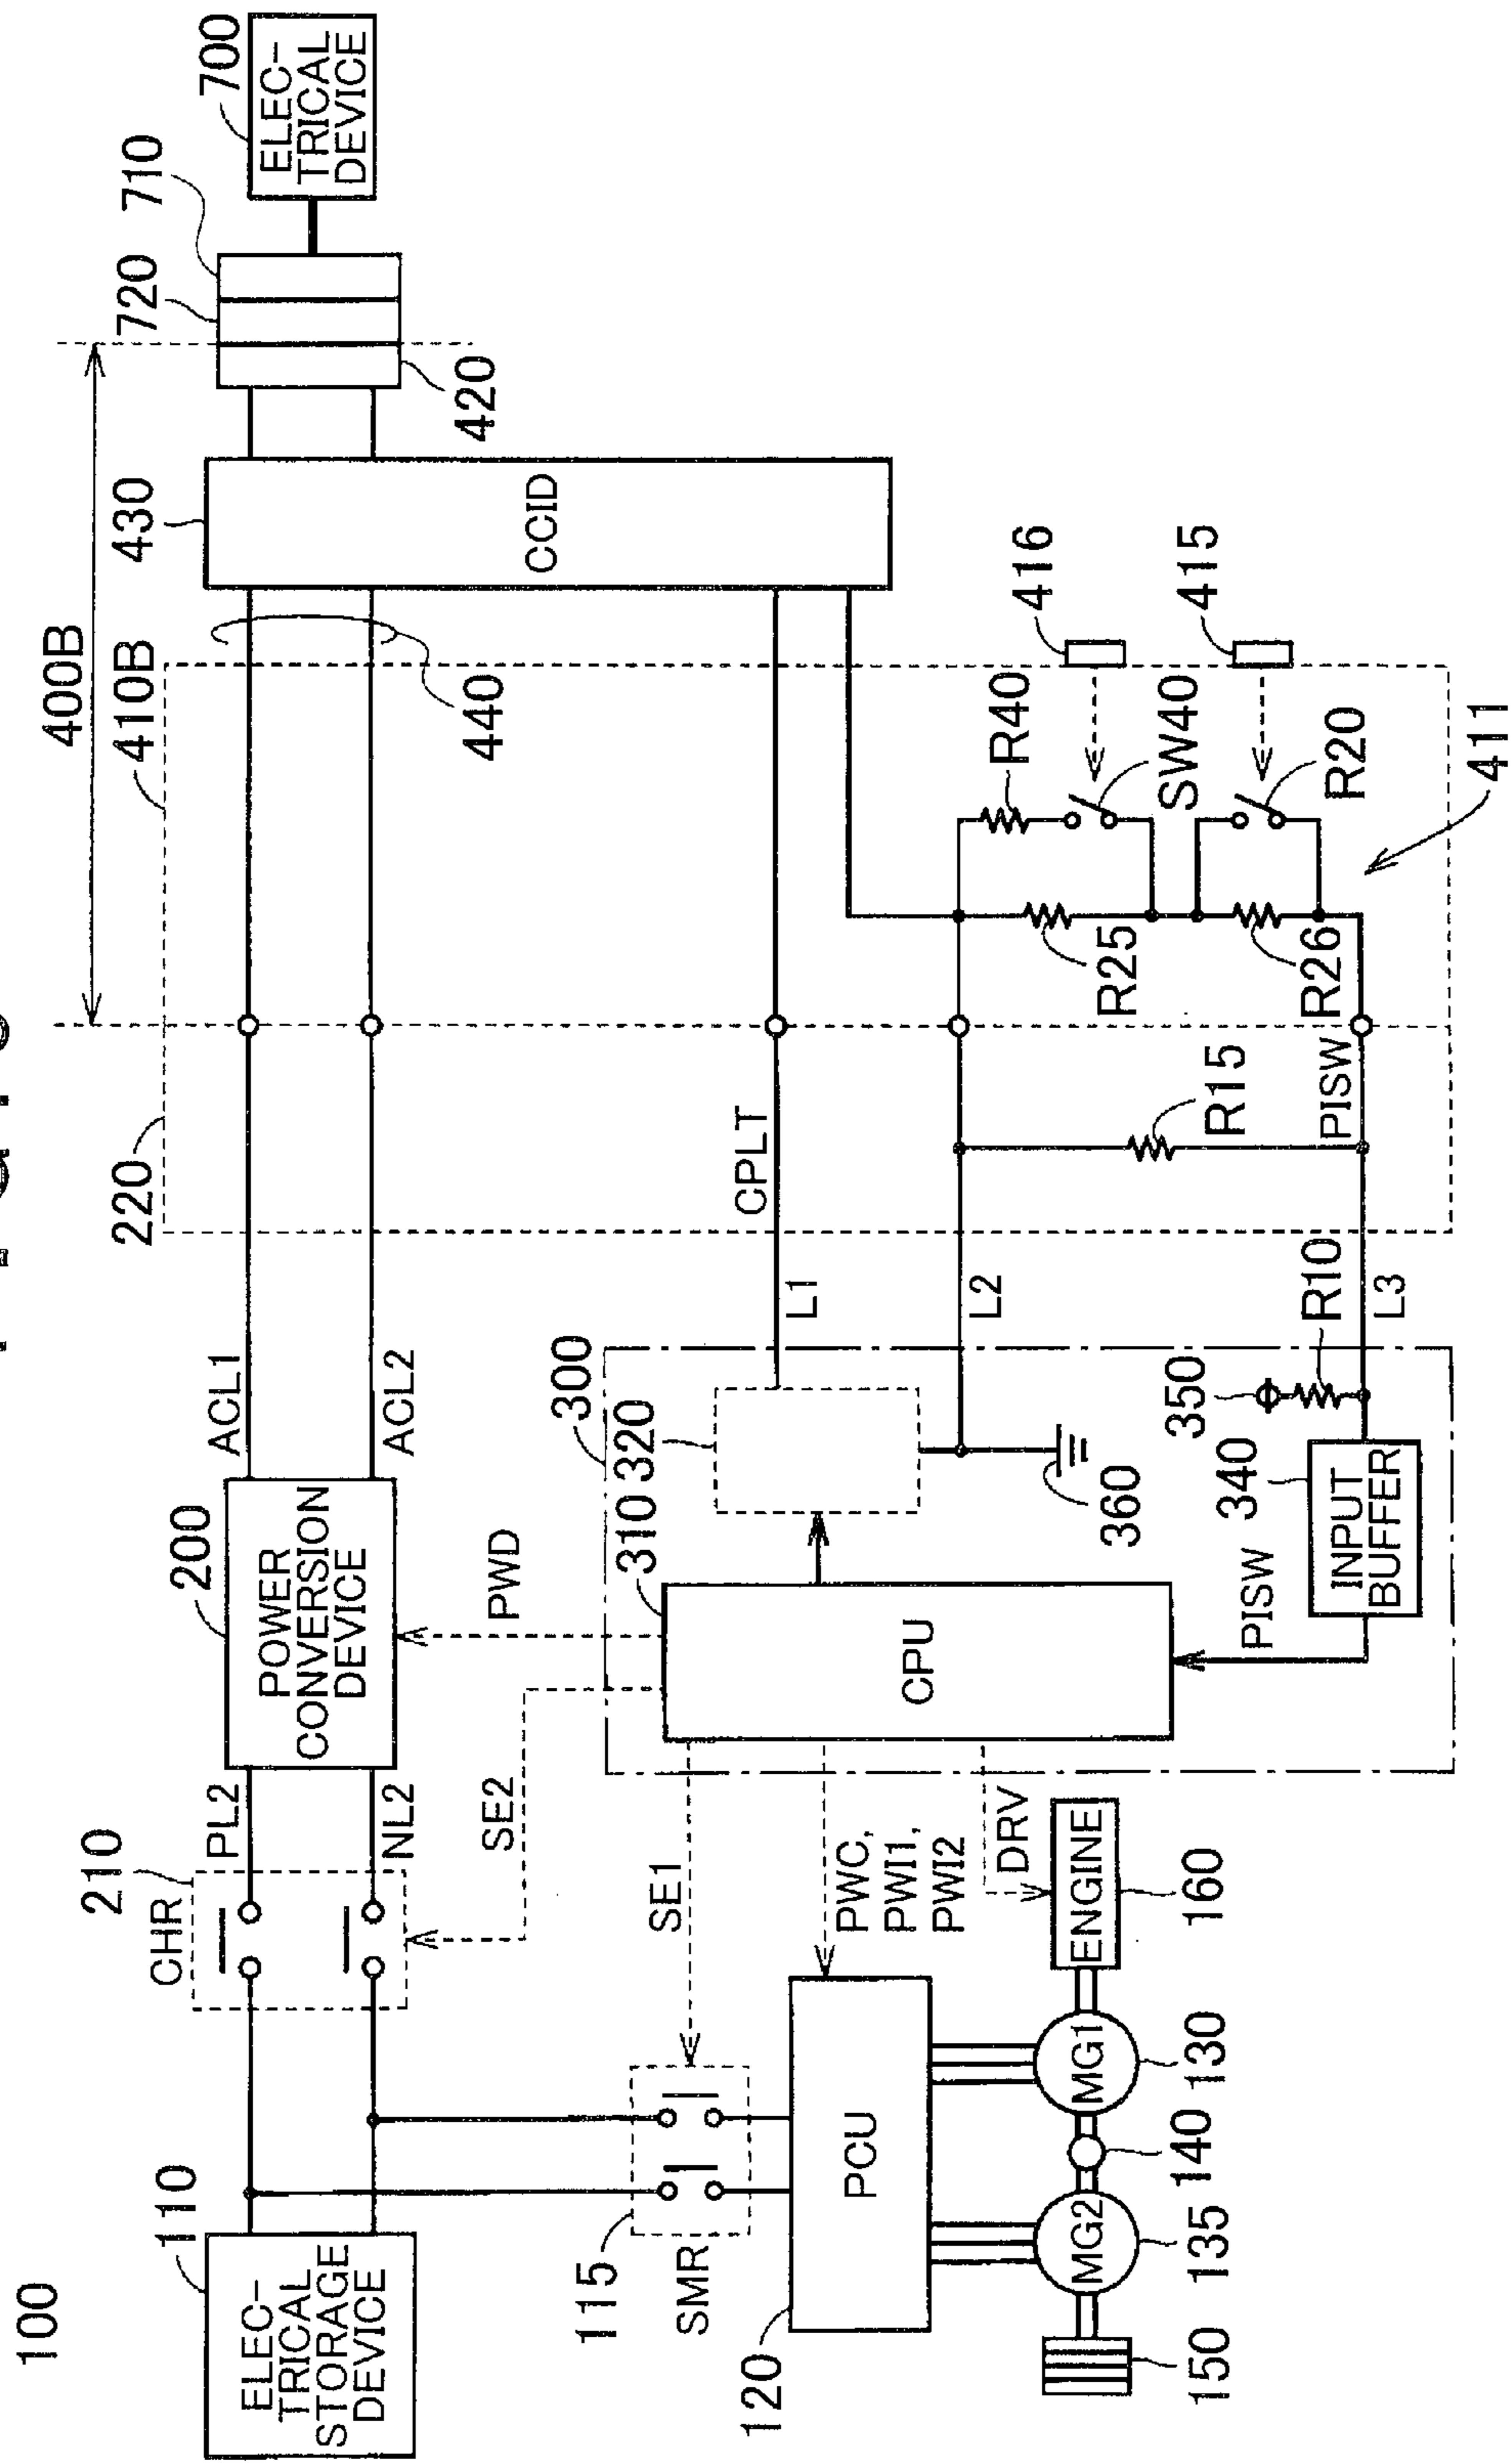 100
110
ELEC-
TRICAL
STORAGE
DEVICE
CHR
210
PL2
NL2
200
POWER
CONVERSION
DEVICE
ACL1
ACL2
220
410B
400B
440
430
CCID
420
720
710
700
ELEC-
TRICAL
DEVICE
115
SMR
SE1
SE2
PWD
120
PCU
PWC,
PWI1,
PWI2
DRV
150
MG2
135
140
MG1
130
ENGINE
160
300
310
CPU
320
360
PISW
340
INPUT
BUFFER
350
R10
L1
L2
L3
CPLT
R15
PISW
R25
R26
R40
SW40
R20
416
415
411